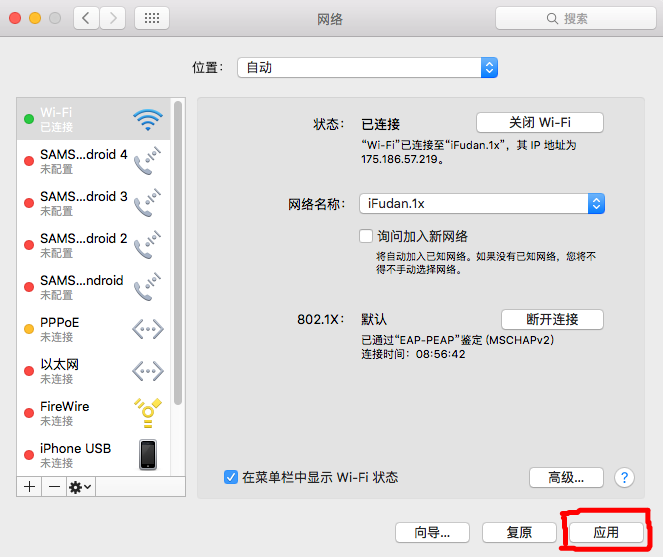 网络
搜索
位置： 自动
Wi-Fi
已连接
SAMS...droid 4
未配置
SAMS...droid 3
未配置
SAMS...droid 2
未配置
SAMS...ndroid
未配置
PPPoE
未连接
以太网
未连接
FireWire
未连接
iPhone USB
未连接
状态： 已连接 关闭 Wi-Fi
“Wi-Fi”已连接至“iFudan.1x”，其 IP 地址为
175.186.57.219。
网络名称： iFudan.1x
询问加入新网络
将自动加入已知网络。如果没有已知网络，您将不
得不手动选择网络。
802.1X： 默认 断开连接
已通过“EAP-PEAP”鉴定 (MSCHAPv2)
连接时间：08:56:42
在菜单栏中显示 Wi-Fi 状态 高级... ?
向导... 复原 应用